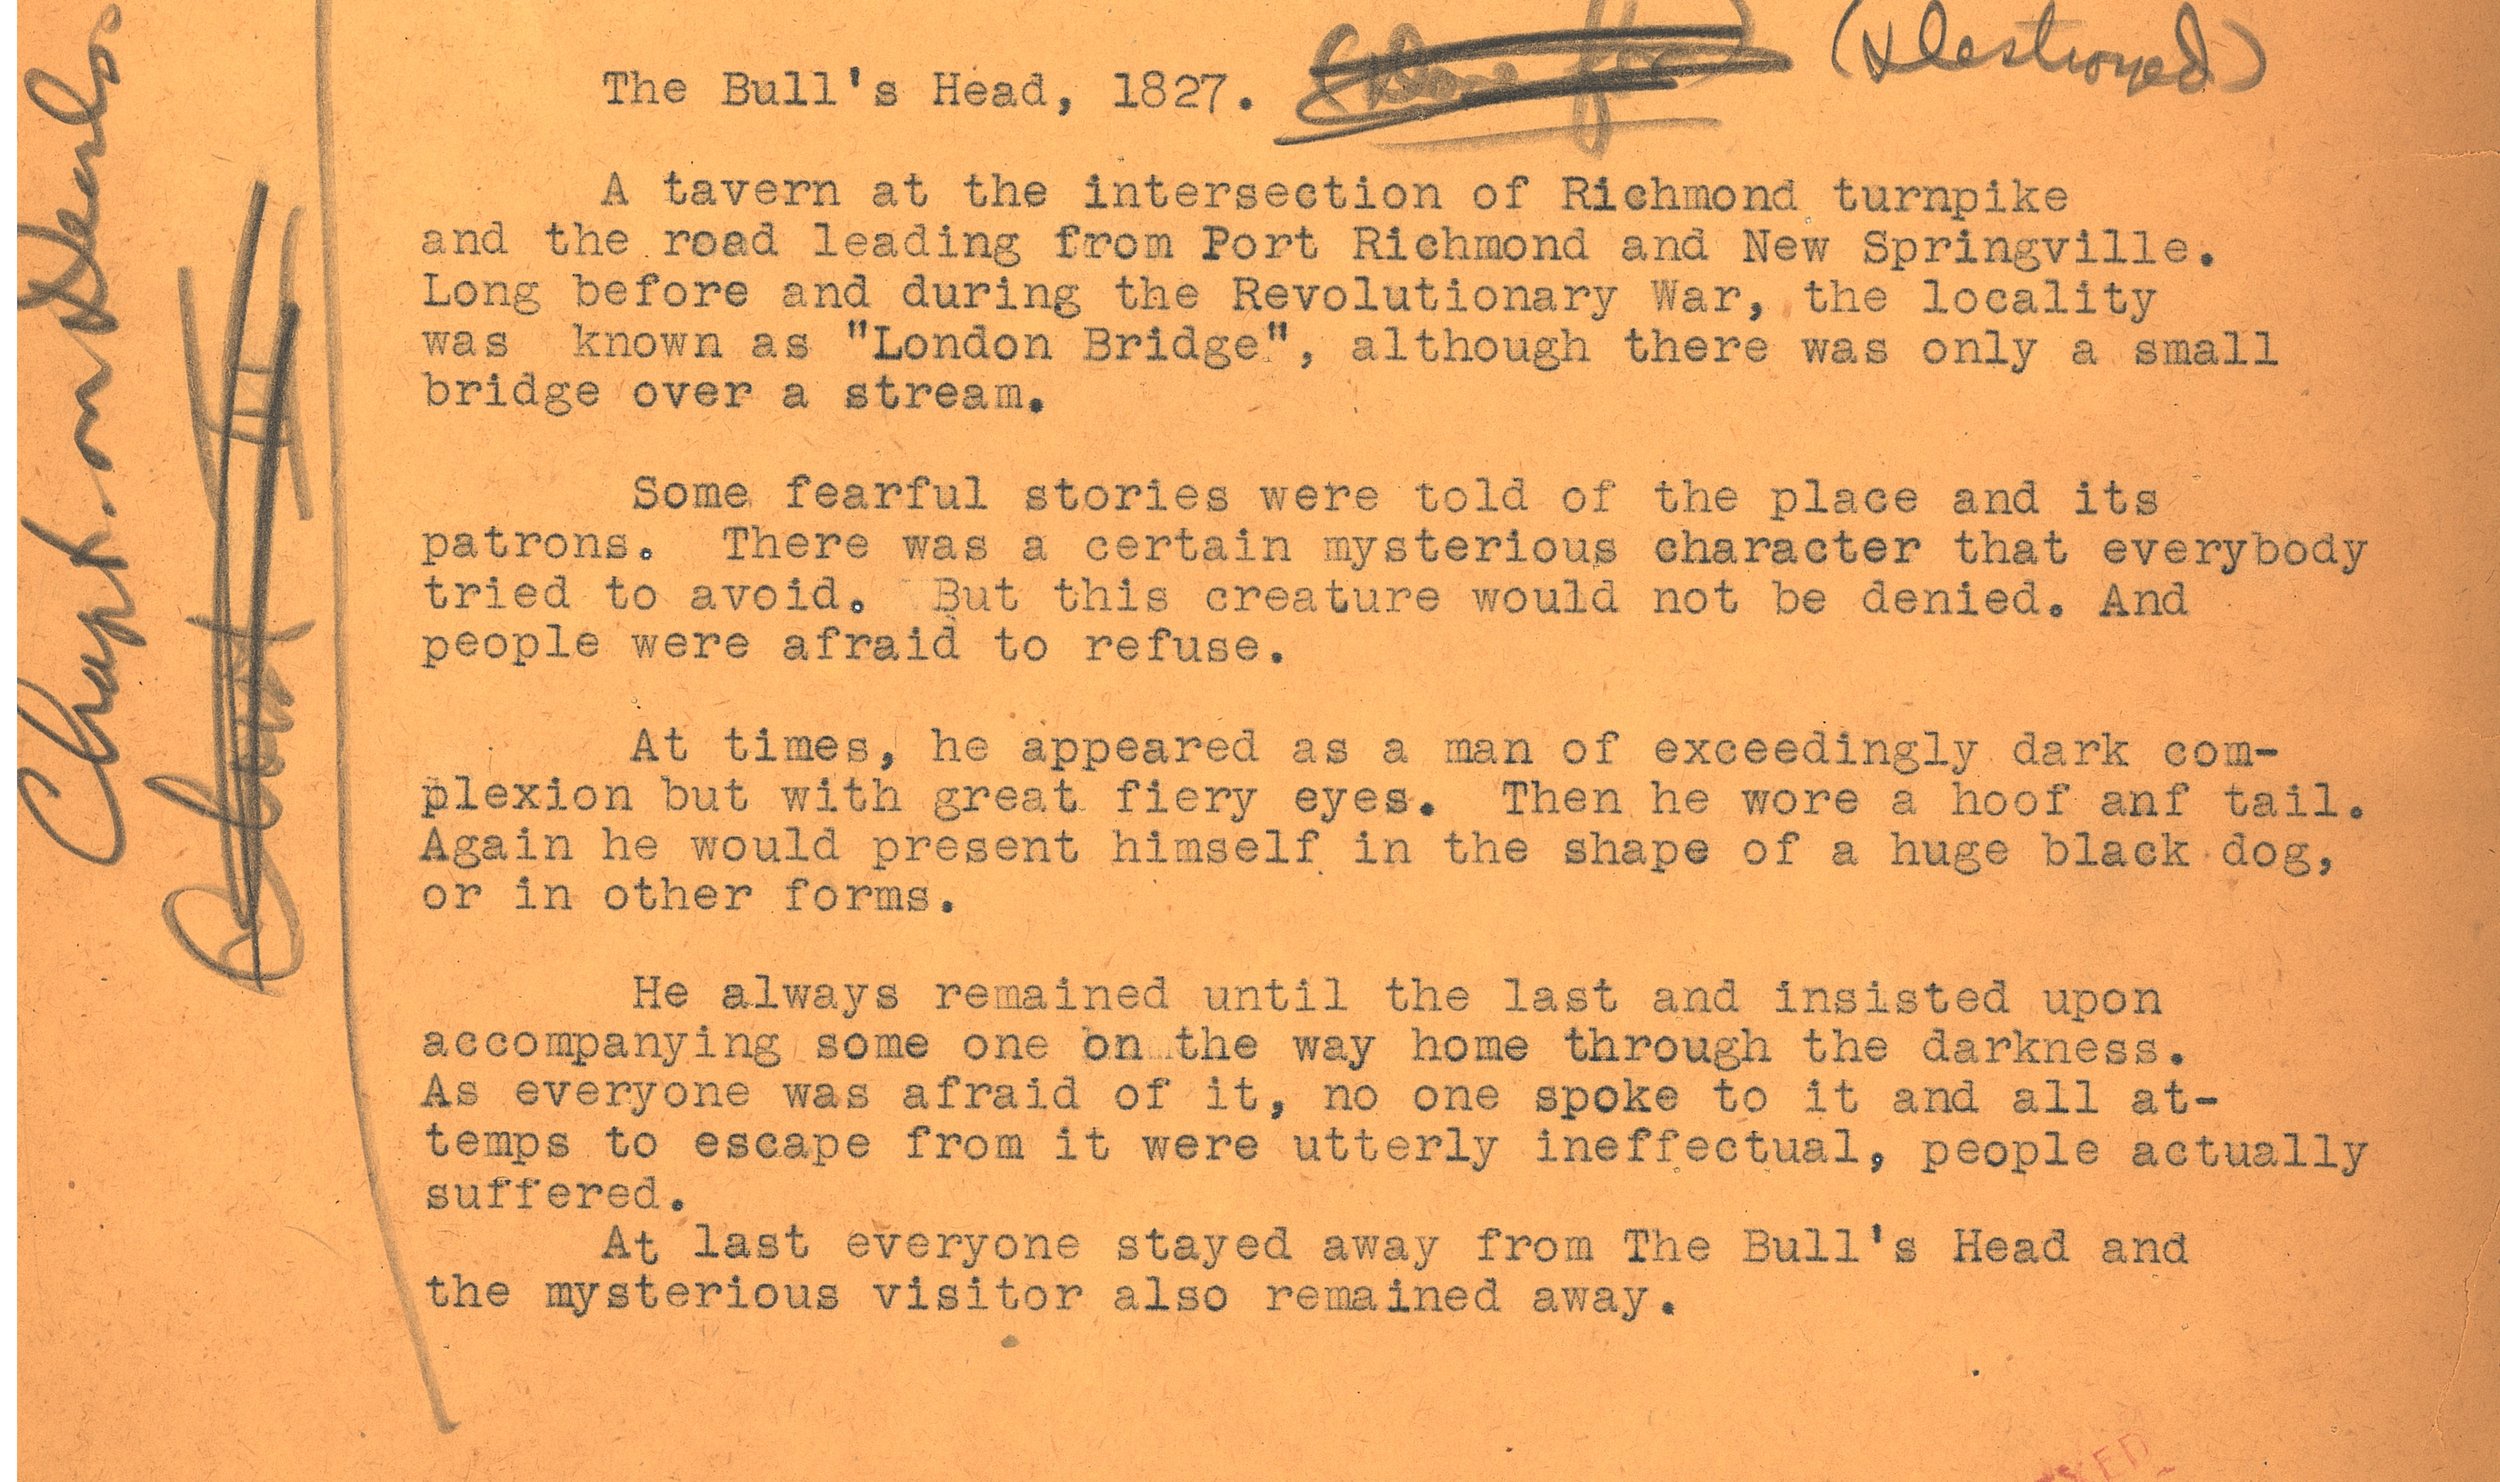 The Bull's Head, 1827. (Destroyed)
A tavern at the intersection of Richmond turnpike
and the road leading from Port Richmond and New Springville.
Long before and during the Revolutionary War, the locality
was known as "London Bridge", although there was only a small
bridge over a stream.
Some fearful stories were told of the place and its
patrons. There was a certain mysterious character that everybody
tried to avoid. But this creature would not be denied. And
people were afraid to refuse.
At times, he appeared as a man of exceedingly dark com-
plexion but with great fiery eyes. Then he wore a hoof anf tail.
Again he would present himself in the shape of a huge black dog,
or in other forms.
He always remained until the last and insisted upon
accompanying some one on the way home through the darkness.
As everyone was afraid of it, no one spoke to it and all at-
temps to escape from it were utterly ineffectual, people actually
suffered.
At last everyone stayed away from The Bull's Head and
the mysterious visitor also remained away.
Chapt. on